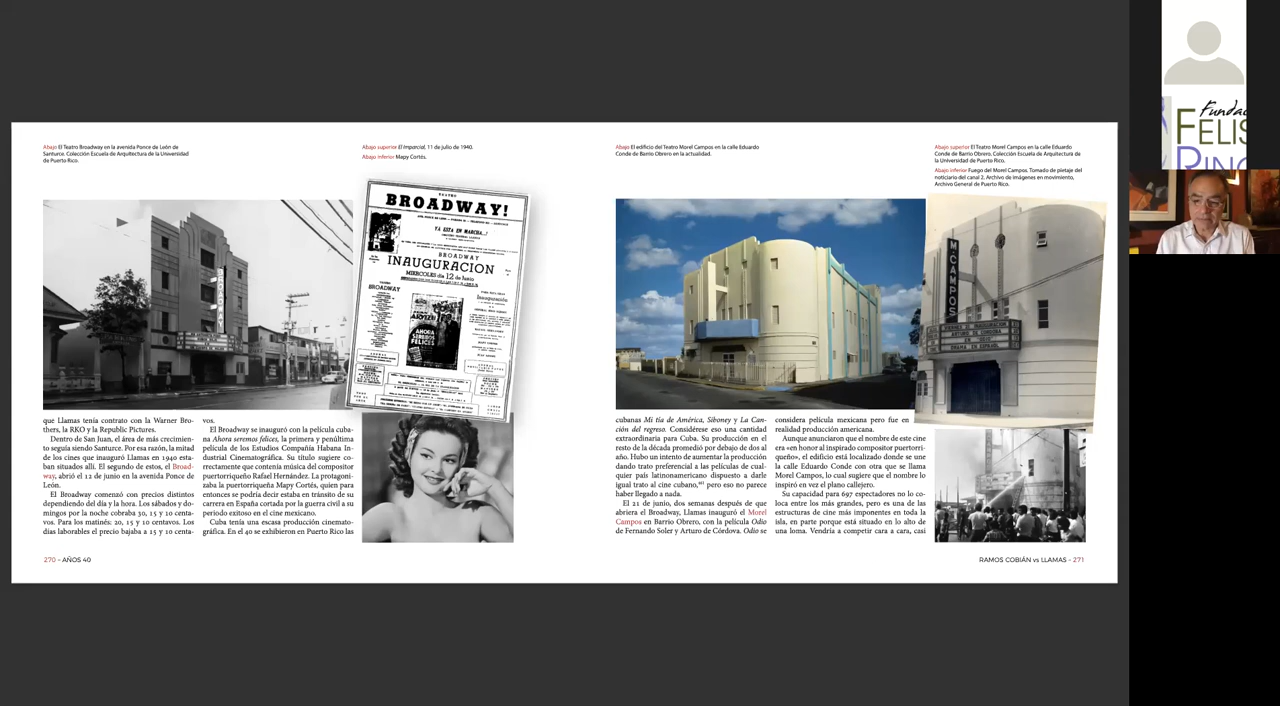 Abajo El Teatro Broadway en la avenida Ponce de León de
Santurce. Colección Escuela de Arquitectura de la Universidad
de Puerto Rico.
Abajo superior El Imparcial, 11 de julio de 1940.
Abajo inferior Mapy Cortés.
TEATRO
BROADWAY!
YA ESTA EN MARCHA...!
BROADWAY
INAUGURACION
MIERCOLES día 12 de Junio
BROADWAY
Inauguración
AHORA
SEREMOS
FELICES
que Llamas tenía contrato con la Warner Bro-
thers, la RKO y la Republic Pictures.
Dentro de San Juan, el área de mas crecimien-
to seguía siendo Santurce. Por esa razón, la mitad
de los cines que inauguró Llamas en 1940 esta-
ban situados allí. El segundo de estos, el Broad-
way, abrió el 12 de junio en la avenida Ponce de
León.
El Broadway comenzó con precios distintos
dependiendo del día y la hora. Los sábados y do-
mingos por la noche cobraba 30, 15 y 10 centa-
vos. Para los matinés: 20, 15 y 10 centavos. Los
días laborables el precio bajaba a 15 y 10 centa-
vos.
El Broadway se inauguró con la película cuba-
na Ahora seremos felices, la primera y penúltima
película de los Estudios Compañía Habana In-
dustrial Cinematográfica. Su título sugiere co-
rrectamente que contenía música del compositor
puertorriqueño Rafael Hernández. La protagoni-
zaba la puertorriqueña Mapy Cortés, quien para
entonces se podría decir estaba en tránsito de su
carrera en España cortada por la guerra civil a su
periodo exitoso en el cine mexicano.
Cuba tenía una escasa producción cinemato-
gráfica. En el 40 se exhibieron en Puerto Rico las
270 – AÑOS 40
Abajo El edificio del Teatro Morel Campos en la calle Eduardo
Conde de Barrio Obrero en la actualidad.
Abajo superior El Teatro Morel Campos en la calle Eduardo
Conde de Barrio Obrero, Colección Escuela de Arquitectura de
la Universidad de Puerto Rico.
Abajo inferior Fuego del Morel Campos. Tomado de pietaje del
noticiario del canal 2. Archivo de imágenes en movimiento,
Archivo General de Puerto Rico.
M CAMPOS
cubanas Mi tía de América, Siboney y La Can-
ción del regreso. Considérese eso una cantidad
extraordinaria para Cuba. Su producción en el
resto de la década promedió por debajo de dos al
año. Hubo un intento de aumentar la producción
dando trato preferencial a las películas de cual-
quier país latinonamericano dispuesto a darle
igual trato al cine cubano, pero eso no parece
haber llegado a nada.
El 21 de junio, dos semanas después de que
abriera el Broadway, Llamas inauguró el Morel
Campos en Barrio Obrero, con la película Odio
de Fernando Soler y Arturo de Córdova. Odio se
considera película mexicana pero fue en
realidad producción americana.
Aunque anunciaron que el nombre de este cine
era «en honor al inspirado compositor puertorri-
queño», el edificio está localizado donde se une
la calle Eduardo Conde con otra que se llama
Morel Campos, lo cual sugiere que el nombre lo
inspiró en vez el plano callejero.
Su capacidad para 697 espectadores no lo co-
loca entre los más grandes, pero es una de las
estructuras de cine más imponentes en toda la
isla, en parte porque está situado en lo alto de
una loma. Vendría a competir cara a cara, casi
RAMOS COBIÁN vs LLAMAS – 271
Fundac
FELIS
RINC